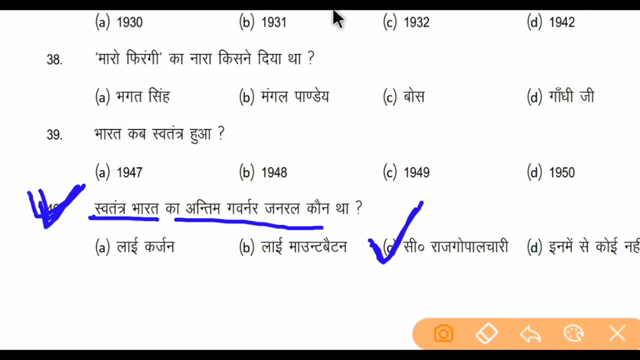 (a) 1930 (b) 1931 (c) 1932 (d) 1942
38. 'मारो फिरंगी' का नारा किसने दिया था ?
(a) भगत सिंह (b) मंगल पाण्डेय (c) बोस (d) गाँधी जी
39. भारत कब स्वतंत्र हुआ ?
(a) 1947 (b) 1948 (c) 1949 (d) 1950
स्वतंत्र भारत का अन्तिम गवर्नर जनरल कौन था ?
(a) लाई कर्जन (b) लाई माउन्टबैटन (c) सी० राजगोपालचारी (d) इनमें से कोई नही